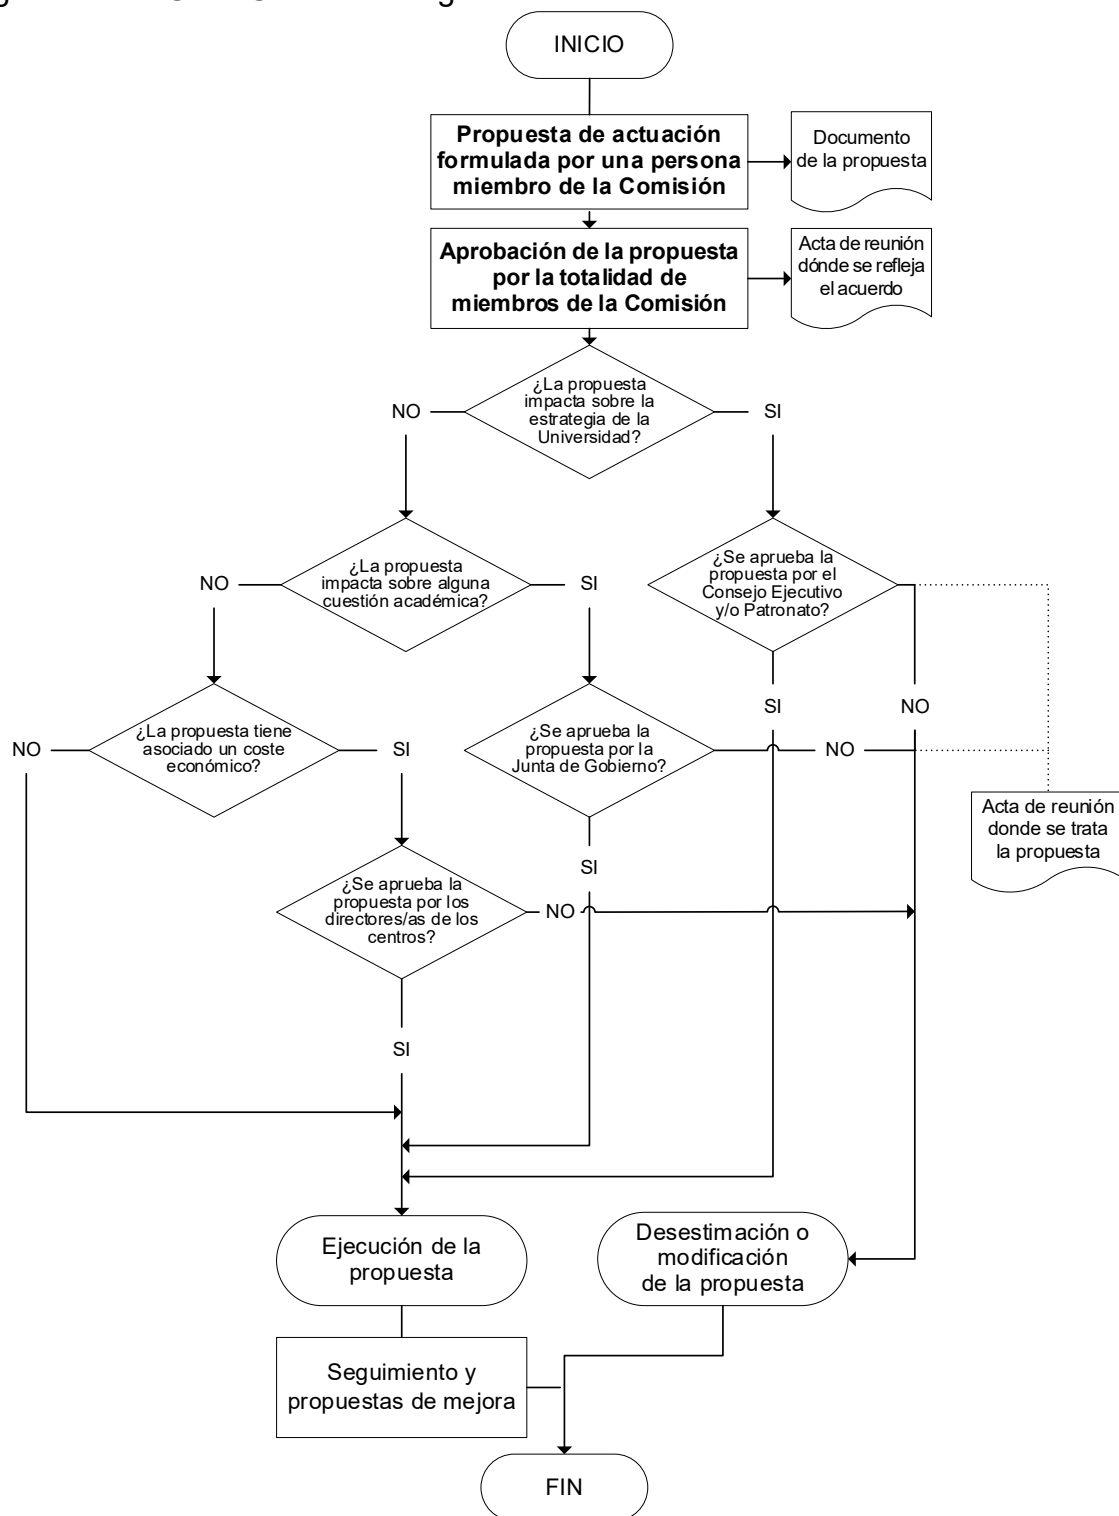 INICIO
Propuesta de actuación
formulada por una persona
miembro de la Comisión
Documento
de la propuesta
Aprobación de la propuesta
por la totalidad de
miembros de la Comisión
Acta de reunión
dónde se refleja
el acuerdo
¿La propuesta
impacta sobre la
estrategia de la
Universidad?
NO
SI
¿La propuesta
impacta sobre alguna
cuestión académica?
NO
SI
¿Se aprueba la
propuesta por el
Consejo Ejecutivo
y/o Patronato?
SI
NO
¿La propuesta tiene
asociado un coste
económico?
NO
SI
¿Se aprueba la
propuesta por la
Junta de Gobierno?
NO
SI
Acta de reunión
donde se trata
la propuesta
¿Se aprueba la
propuesta por los
directores/as de los
centros?
NO
SI
Ejecución de la
propuesta
Desestimación o
modificación
de la propuesta
Seguimiento y
propuestas de mejora
FIN